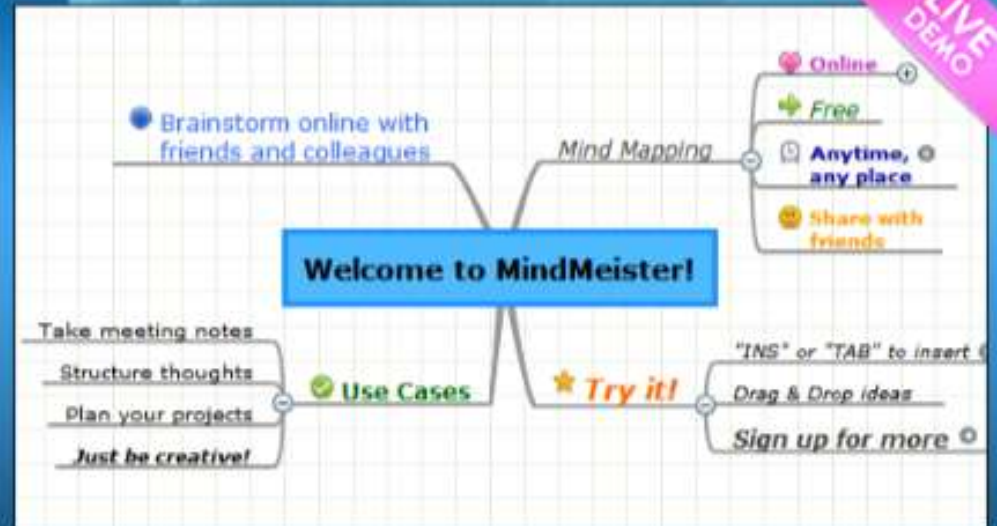 LIVE
DEMO
Brainstorm online with
friends and colleagues
Mind Mapping
Online
Free
Anytime,
any place
Share with
friends
Welcome to MindMeister!
Take meeting notes
Structure thoughts
Plan your projects
Just be creative!
Use Cases
Try it!
"INS" or "TAB" to insert
Drag & Drop ideas
Sign up for more